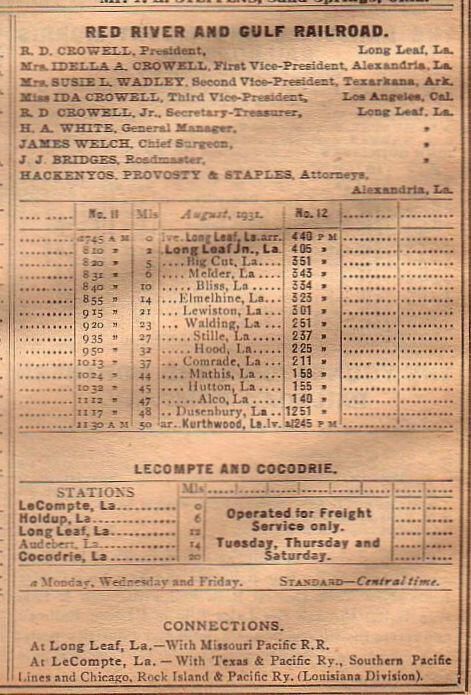 RED RIVER AND GULF RAILROAD.
R. D. CROWELL, President, Long Leaf, La.
Mrs. IDELLA A. CROWELL, First Vice-President, Alexandria, La.
Mrs. SUSIE L. WADLEY, Second Vice-President, Texarkana, Ark.
Miss IDA CROWELL, Third Vice-President, Los Angeles, Cal.
R. D CROWELL, Jr., Secretary-Treasurer, Long Leaf, La.
H. A. WHITE, General Manager, "
JAMES WELCH, Chief Surgeon, "
J. J. BRIDGES, Roadmaster, "
HACKENYOS, PROVOSTY & STAPLES, Attorneys,
Alexandria, La.
No. 11 Mls August, 1931. No. 12
a745 A M 0 lve. Long Leaf, La. arr. 440 P M
810 " 2 Long Leaf Jn., La. 405 "
820 " 5 Big Cut, La. 351 "
831 " 6 Melder, La. 343 "
840 " 10 Bliss, La. 334 "
855 " 14 Elmelhine, La. 323 "
915 " 21 Lewiston, La. 301 "
920 " 23 Walding, La. 251 "
935 " 27 Stille, La. 237 "
950 " 32 Hood, La. 225 "
1013 " 37 Comrade, La. 211 "
1024 " 44 Mathis, La. 158 "
1032 " 45 Hutton, La. 155 "
1112 " 47 Alco, La. 140 "
1117 " 48 Dusenbury, La. 1251 "
1130 A M 50 ar. Kurthwood, La. lv. a1245 P M
LECOMPTE AND COCODRIE.
STATIONS Mls
LeCompte, La. 0
Holdup, La. 6
Long Leaf, La. 12
Audebert, La. 14
Cocodrie, La. 20
Operated for Freight
Service only.
Tuesday, Thursday and
Saturday.
a Monday, Wednesday and Friday. STANDARD—Central time.
CONNECTIONS.
At Long Leaf, La.—With Missouri Pacific R.R.
At LeCompte, La. — With Texas & Pacific Ry., Southern Pacific
Lines and Chicago, Rock Island & Pacific Ry. (Louisiana Division).